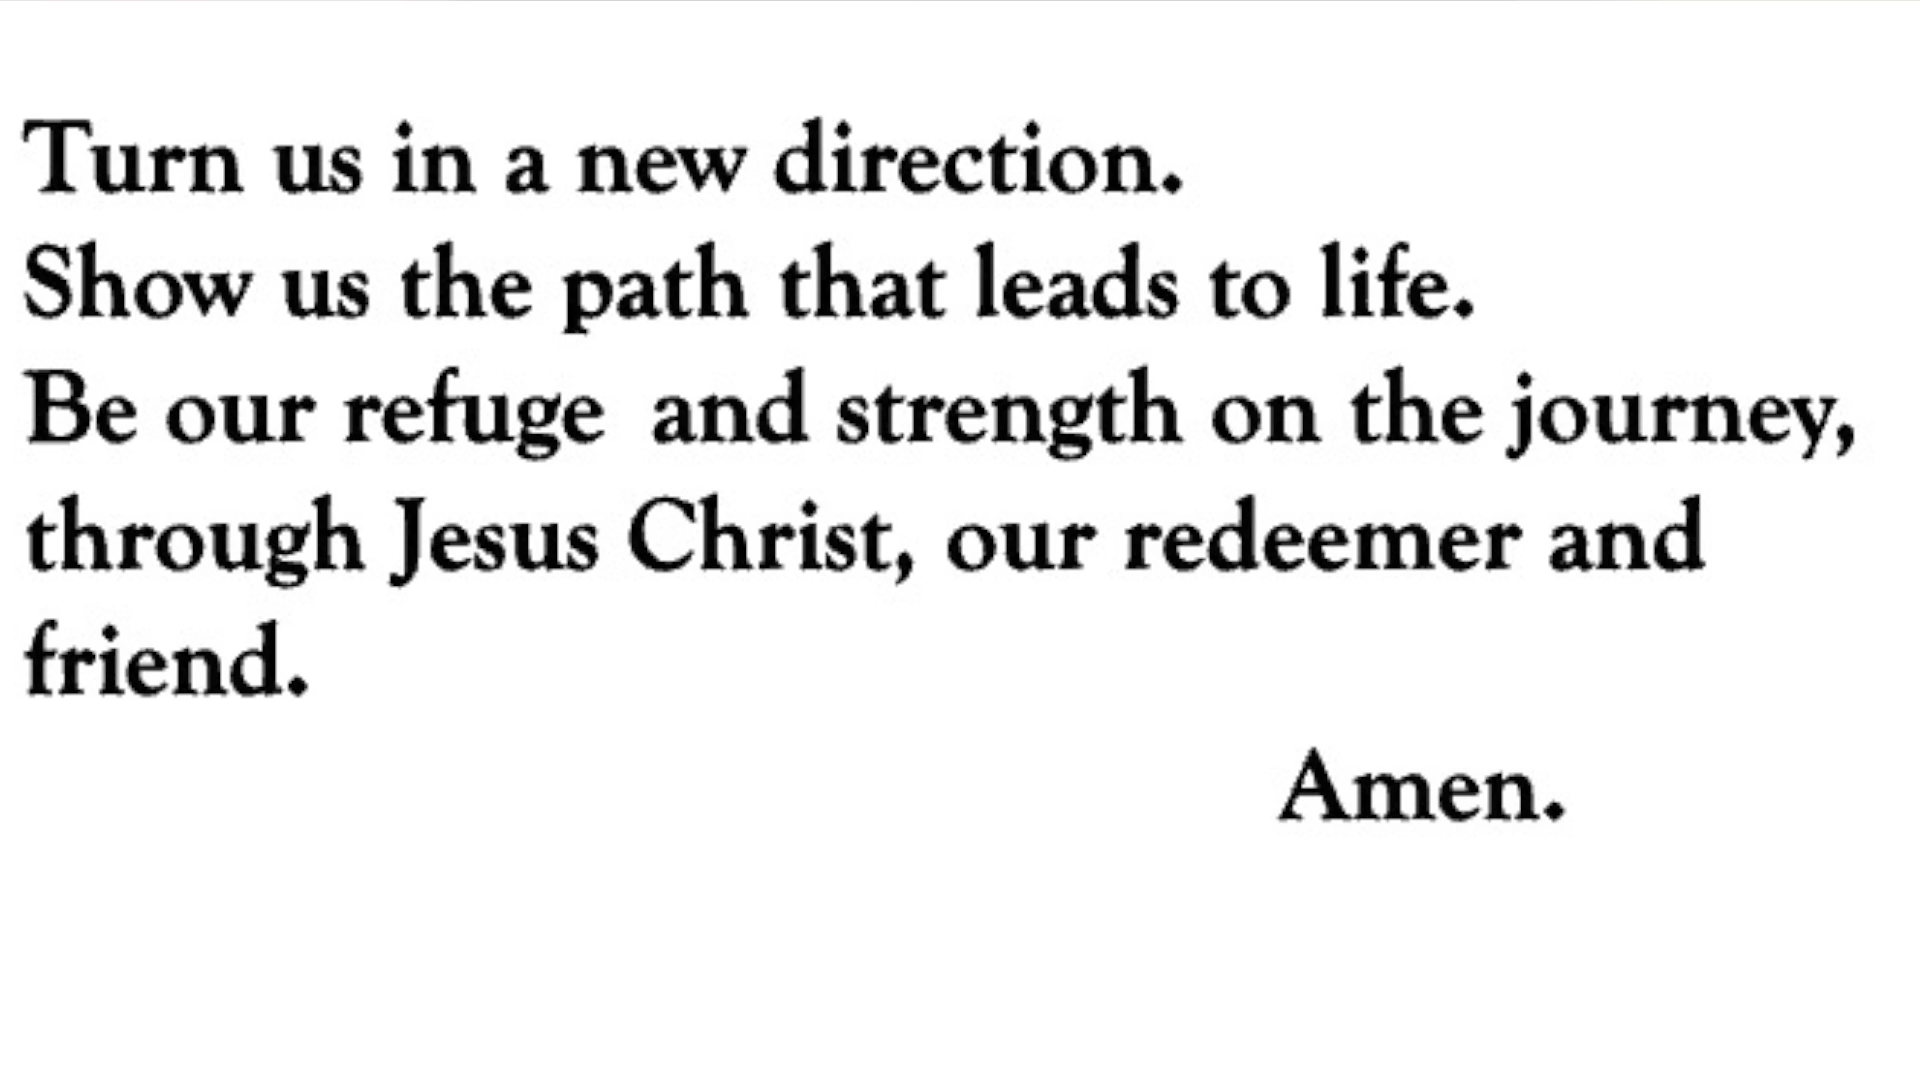 Turn us in a new direction.
Show us the path that leads to life.
Be our refuge and strength on the journey,
through Jesus Christ, our redeemer and
friend.
Amen.